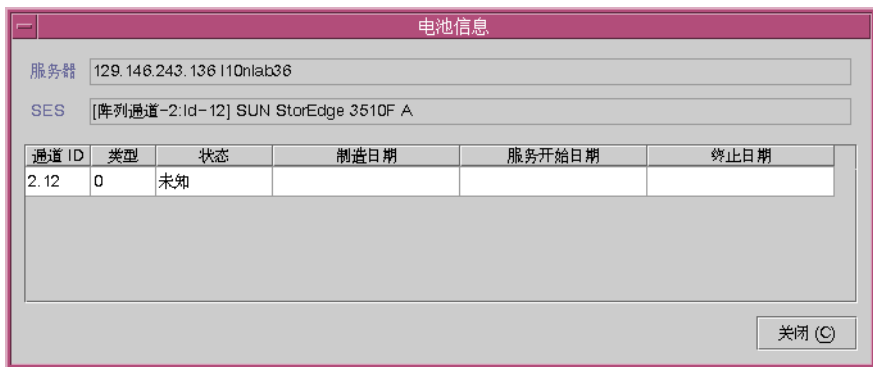 电池信息
服务器 129.146.243.136 l10nlab36
SES [阵列通道-2:Id-12] SUN StorEdge 3510F A
通道 ID 类型 状态 制造日期 服务开始日期 终止日期
2.12 0 未知
关闭 (C)